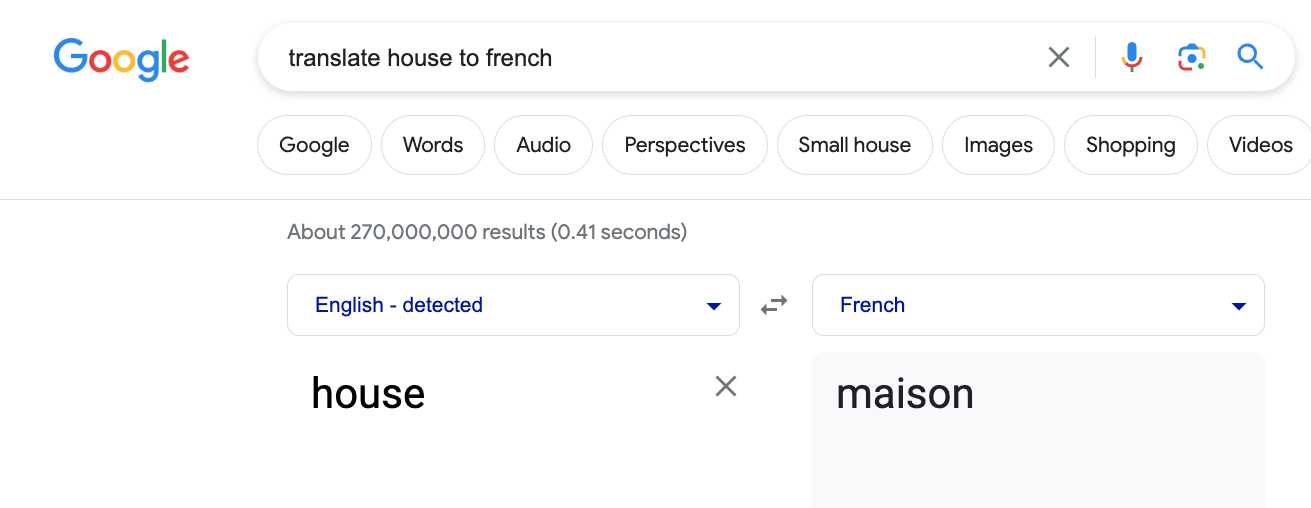 Google translate house to french
Google Words Audio Perspectives Small house Images Shopping Videos
About 270,000,000 results (0.41 seconds)
English - detected French
house maison